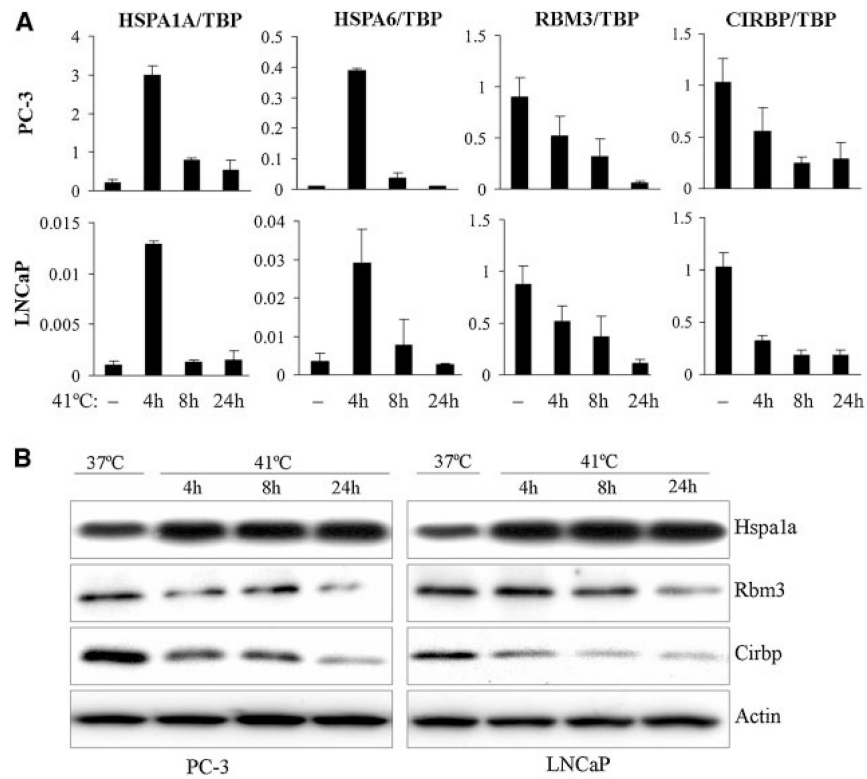 A
HSPA1A/TBP HSPA6/TBP RBM3/TBP CIRBP/TBP
PC-3
4 3 2 1 0
0.5 0.4 0.3 0.2 0.1 0
1.5 1 0.5 0
1.5 1 0.5 0
LNCaP
0.015 0.01 0.005 0
0.04 0.03 0.02 0.01 0
1.5 1 0.5 0
1.5 1 0.5 0
41ºC: – 4h 8h 24h – 4h 8h 24h – 4h 8h 24h – 4h 8h 24h
B
37ºC 41ºC 37ºC 41ºC
4h 8h 24h 4h 8h 24h
Hspa1a
Rbm3
Cirbp
Actin
PC-3 LNCaP